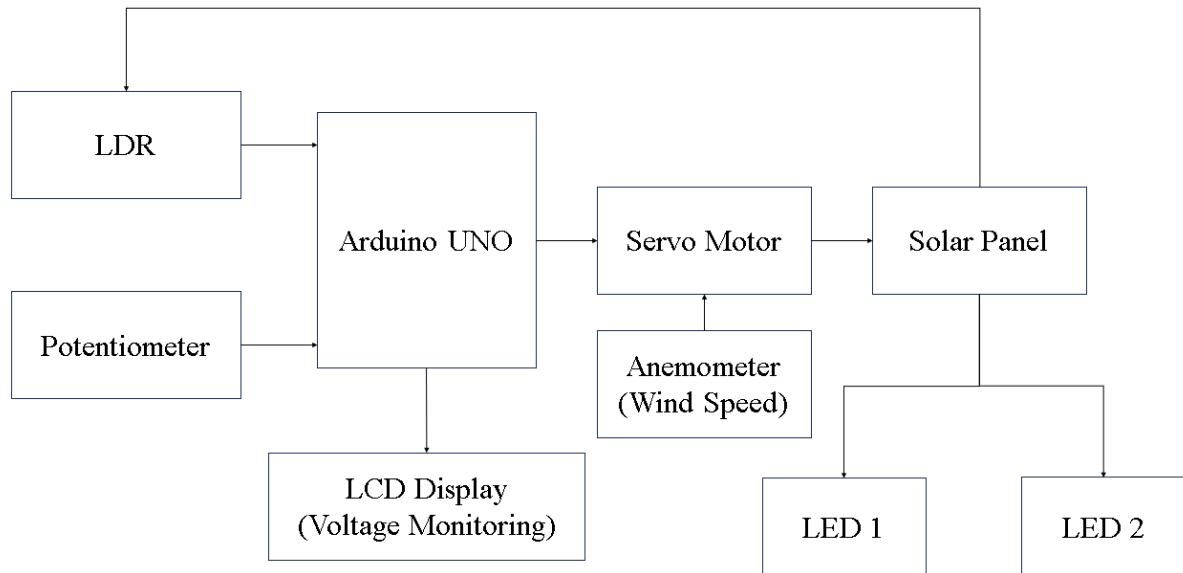 LDR
Arduino UNO
Servo Motor
Solar Panel
Potentiometer
Anemometer
(Wind Speed)
LCD Display
(Voltage Monitoring)
LED 1
LED 2